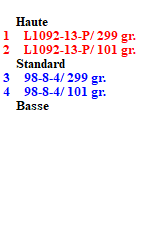 Haute
1 L1092-13-P/ 299 gr.
2 L1092-13-P/ 101 gr.
Standard
3 98-8-4/ 299 gr.
4 98-8-4/ 101 gr.
Basse